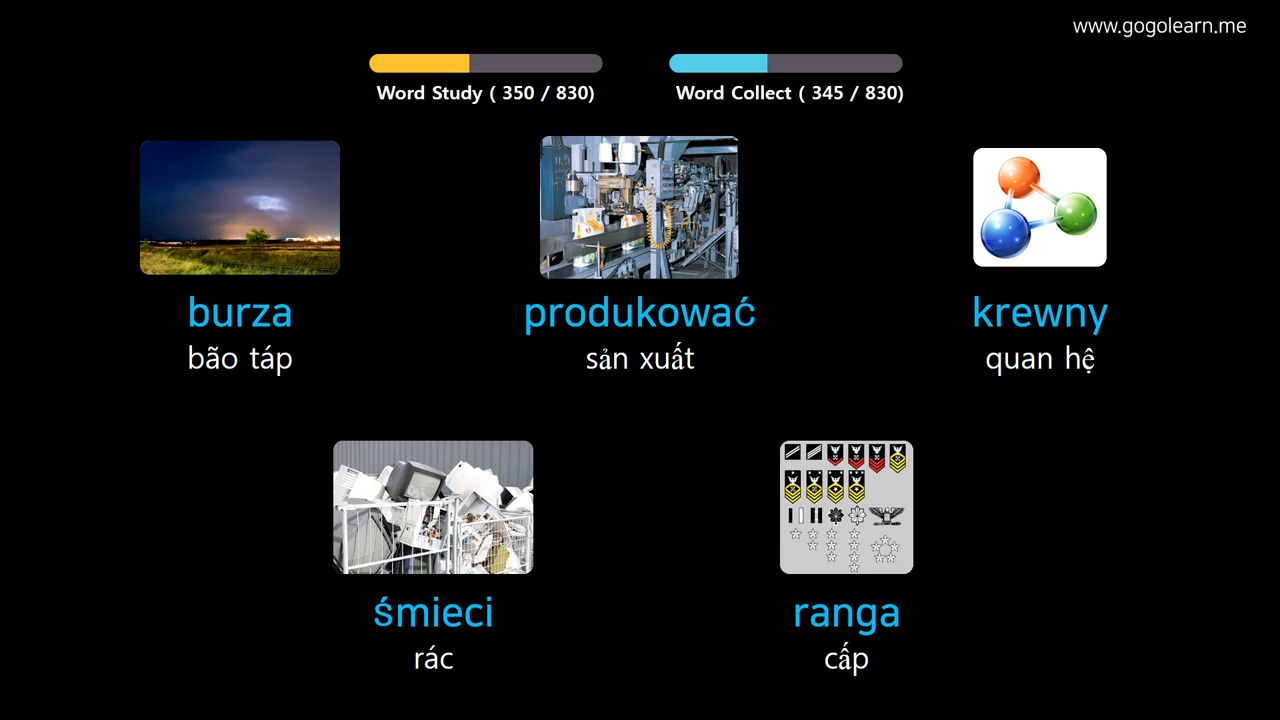 www.gogolearn.me
Word Study ( 350 / 830)
Word Collect ( 345 / 830)
burza
bão táp
produkować
sản xuất
krewny
quan hệ
śmieci
rác
ranga
cấp